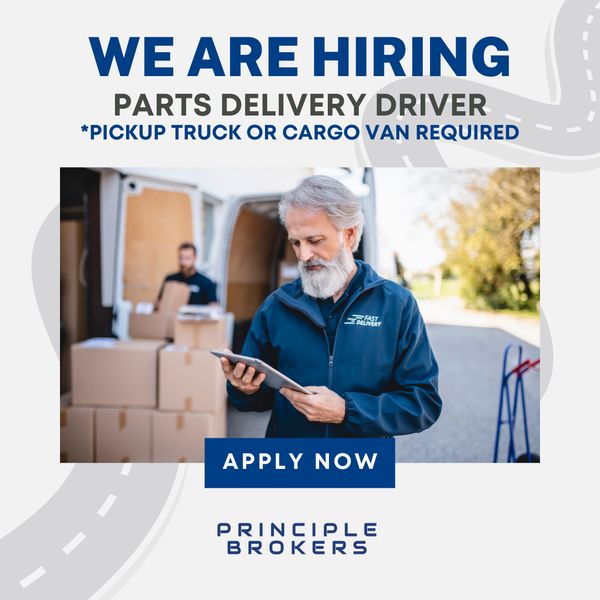 WE ARE HIRING
PARTS DELIVERY DRIVER
*PICKUP TRUCK OR CARGO VAN REQUIRED
FAST
DELIVERY
APPLY NOW
PRINCIPLE
BROKERS